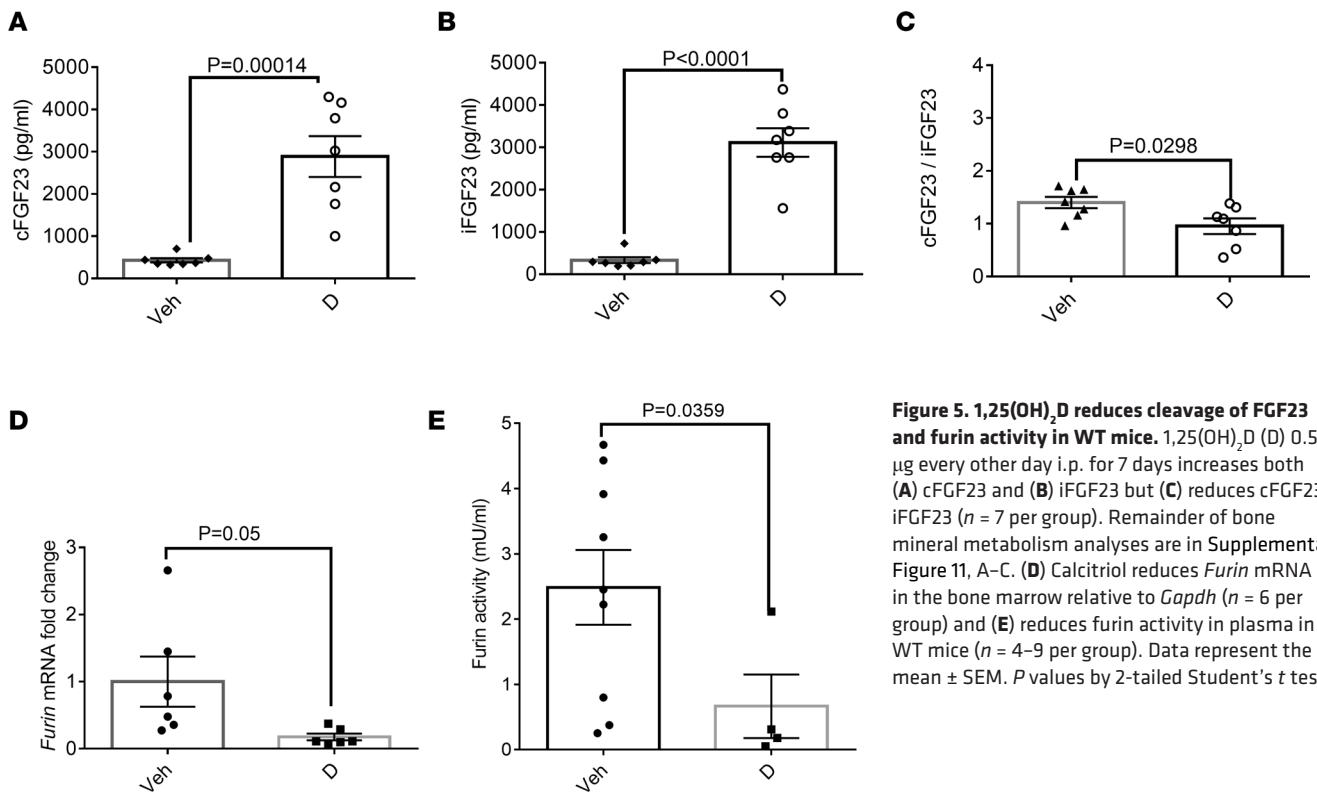 A
B
C
cFGF23 (pg/ml)
5000
4000
3000
2000
1000
0
P=0.00014
Veh
D
iFGF23 (pg/ml)
5000
4000
3000
2000
1000
0
P<0.0001
Veh
D
cFGF23 / iFGF23
4
3
2
1
0
P=0.0298
Veh
D
D
E
Furin mRNA fold change
3
2
1
0
P=0.05
Veh
D
Furin activity (mU/ml)
5
4
3
2
1
0
P=0.0359
Veh
D
Figure 5. 1,25(OH)₂D reduces cleavage of FGF23
and furin activity in WT mice. 1,25(OH)₂D (D) 0.5
μg every other day i.p. for 7 days increases both
(A) cFGF23 and (B) iFGF23 but (C) reduces cFGF23
iFGF23 (n = 7 per group). Remainder of bone
mineral metabolism analyses are in Supplementa
Figure 11, A–C. (D) Calcitriol reduces Furin mRNA
in the bone marrow relative to Gapdh (n = 6 per
group) and (E) reduces furin activity in plasma in
WT mice (n = 4–9 per group). Data represent the
mean ± SEM. P values by 2-tailed Student's t tes